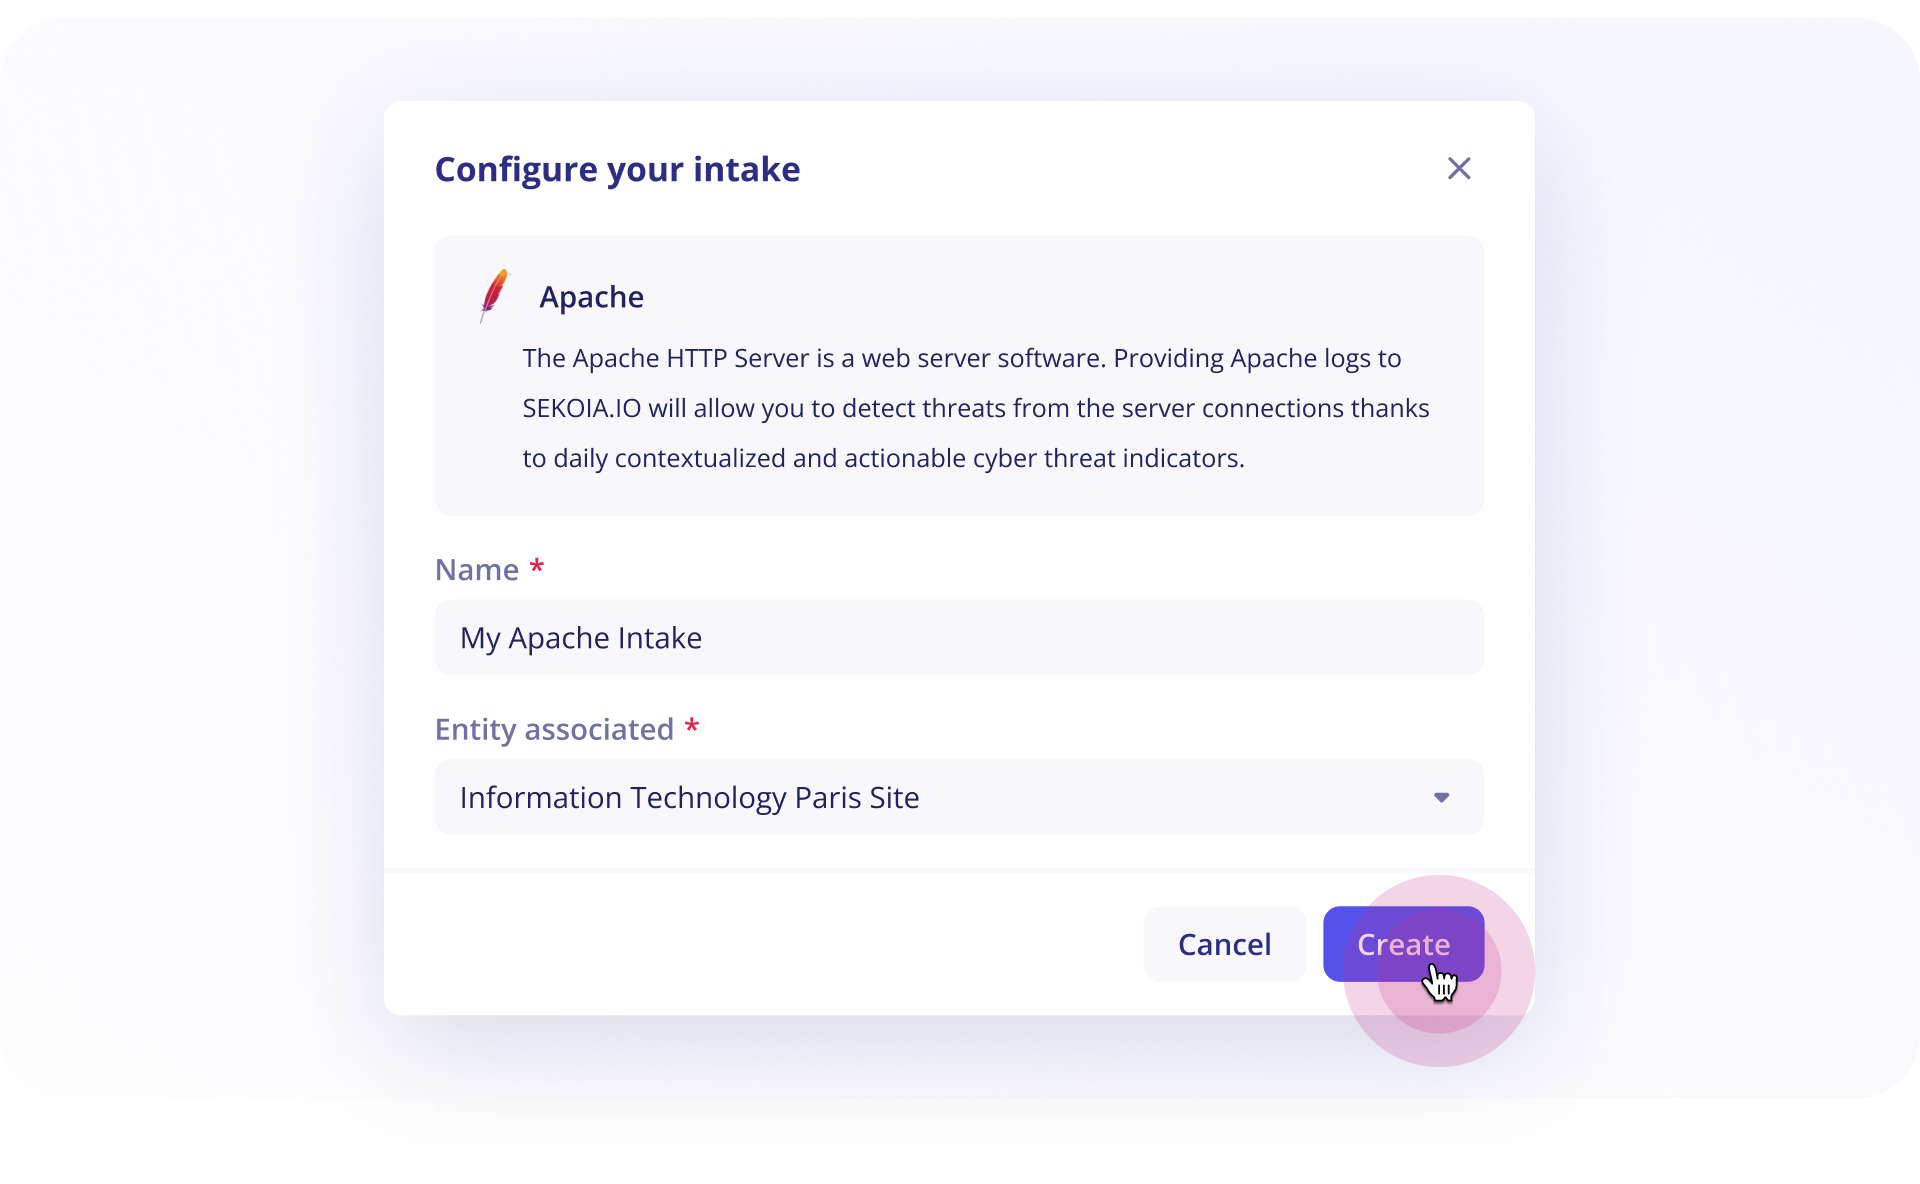 Configure your intake
Apache
The Apache HTTP Server is a web server software. Providing Apache logs to
SEKOIA.IO will allow you to detect threats from the server connections thanks
to daily contextualized and actionable cyber threat indicators.
Name *
My Apache Intake
Entity associated *
Information Technology Paris Site
Cancel Create